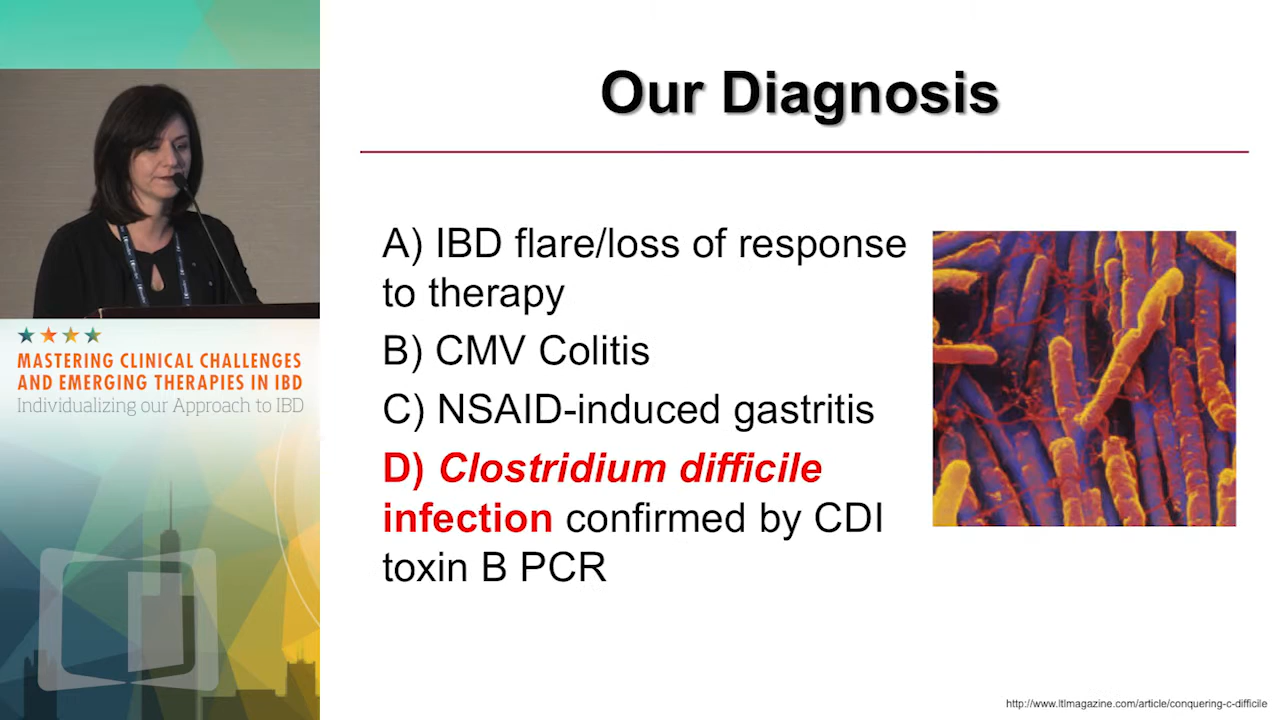 Our Diagnosis
A) IBD flare/loss of response
to therapy
B) CMV Colitis
C) NSAID-induced gastritis
D) Clostridium difficile
infection confirmed by CDI
toxin B PCR
MASTERING CLINICAL CHALLENGES
AND EMERGING THERAPIES IN IBD
Individualizing our Approach to IBD
http://www.ltlmagazine.com/article/conquering-c-difficile